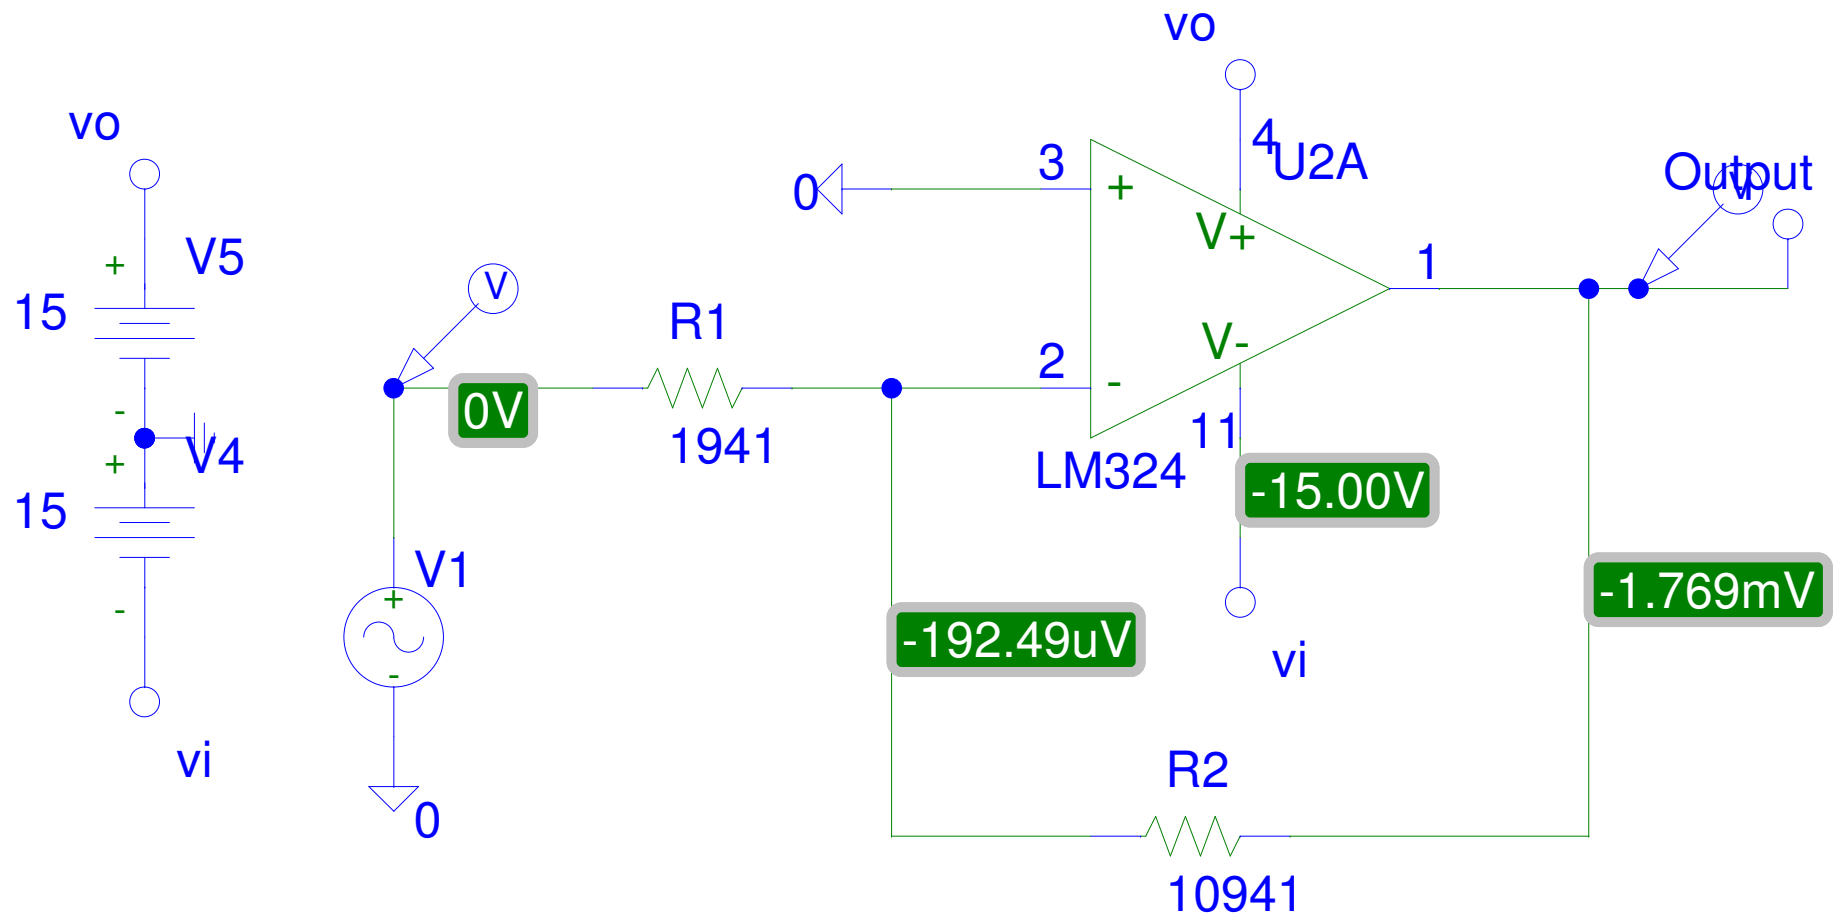 vo
vo
4
U2A
Output
V
3
+
0
V+
+
V5
15
V
1
R1
V-
2
-
0V
1941
-
11
+
V4
LM324
-15.00V
15
V1
+
-1.769mV
-
-192.49uV
vi
-
vi
R2
0
10941